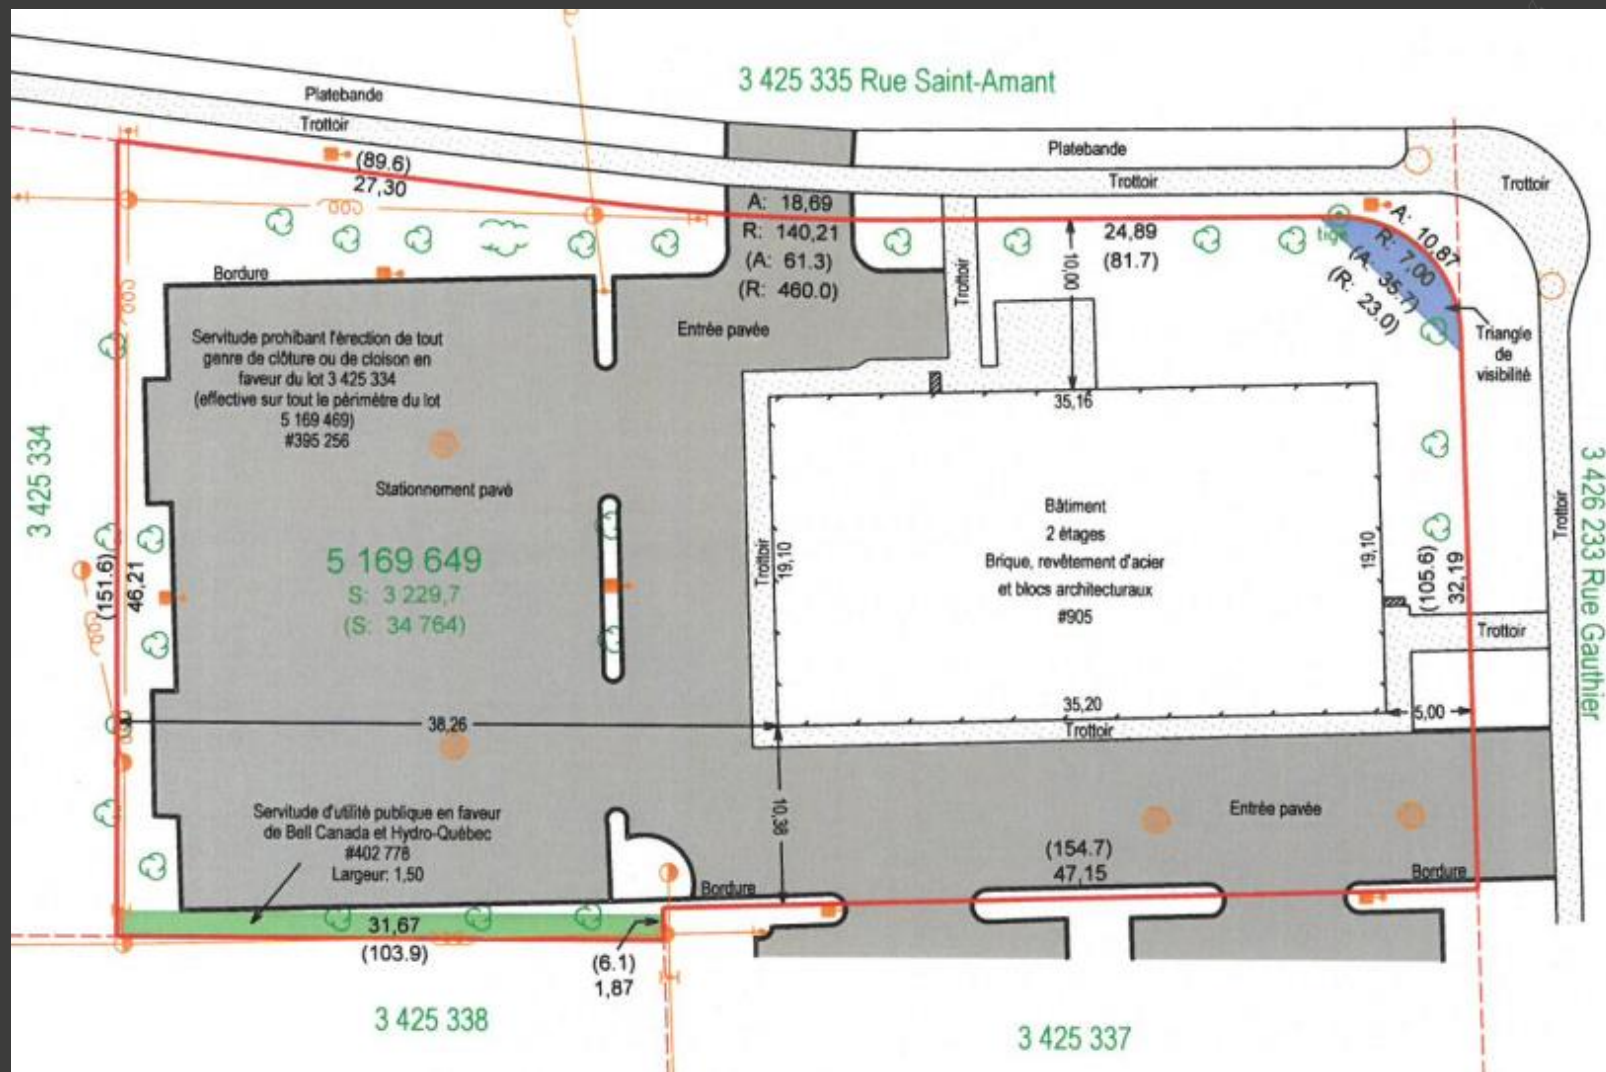 3 425 335 Rue Saint-Amant
Platebande
Trottoir
(89.6)
27,30
Platebande
Trottoir
Trottoir
A: 18,69
R: 140,21
(A: 61.3)
(R: 460.0)
24,89
(81.7)
10,00
tige
A: 10,87
R: 7,00
(A: 35.7)
(R: 23.0)
Bordure
Trottoir
Entrée pavée
Triangle
de
visibilité
Servitude prohibant l'érection de tout
genre de clôture ou de cloison en
faveur du lot 3 425 334
(effective sur tout le périmètre du lot
5 169 469)
#395 256
35,16
3 425 334
Stationnement pavé
Bâtiment
2 étages
Brique, revêtement d'acier
et blocs architecturaux
#905
Trottoir
19,10
19,10
Trottoir
3 426 233 Rue Gauthier
(151.6)
46,21
5 169 649
S: 3 229,7
(S: 34 764)
(105.6)
32,19
Trottoir
38,26
35,20
Trottoir
5,00
Servitude d'utilité publique en faveur
de Bell Canada et Hydro-Québec
#402 778
Largeur: 1,50
10,38
Entrée pavée
(154.7)
47,15
Bordure
Bordure
31,67
(103.9)
(6.1)
1,87
3 425 338
3 425 337